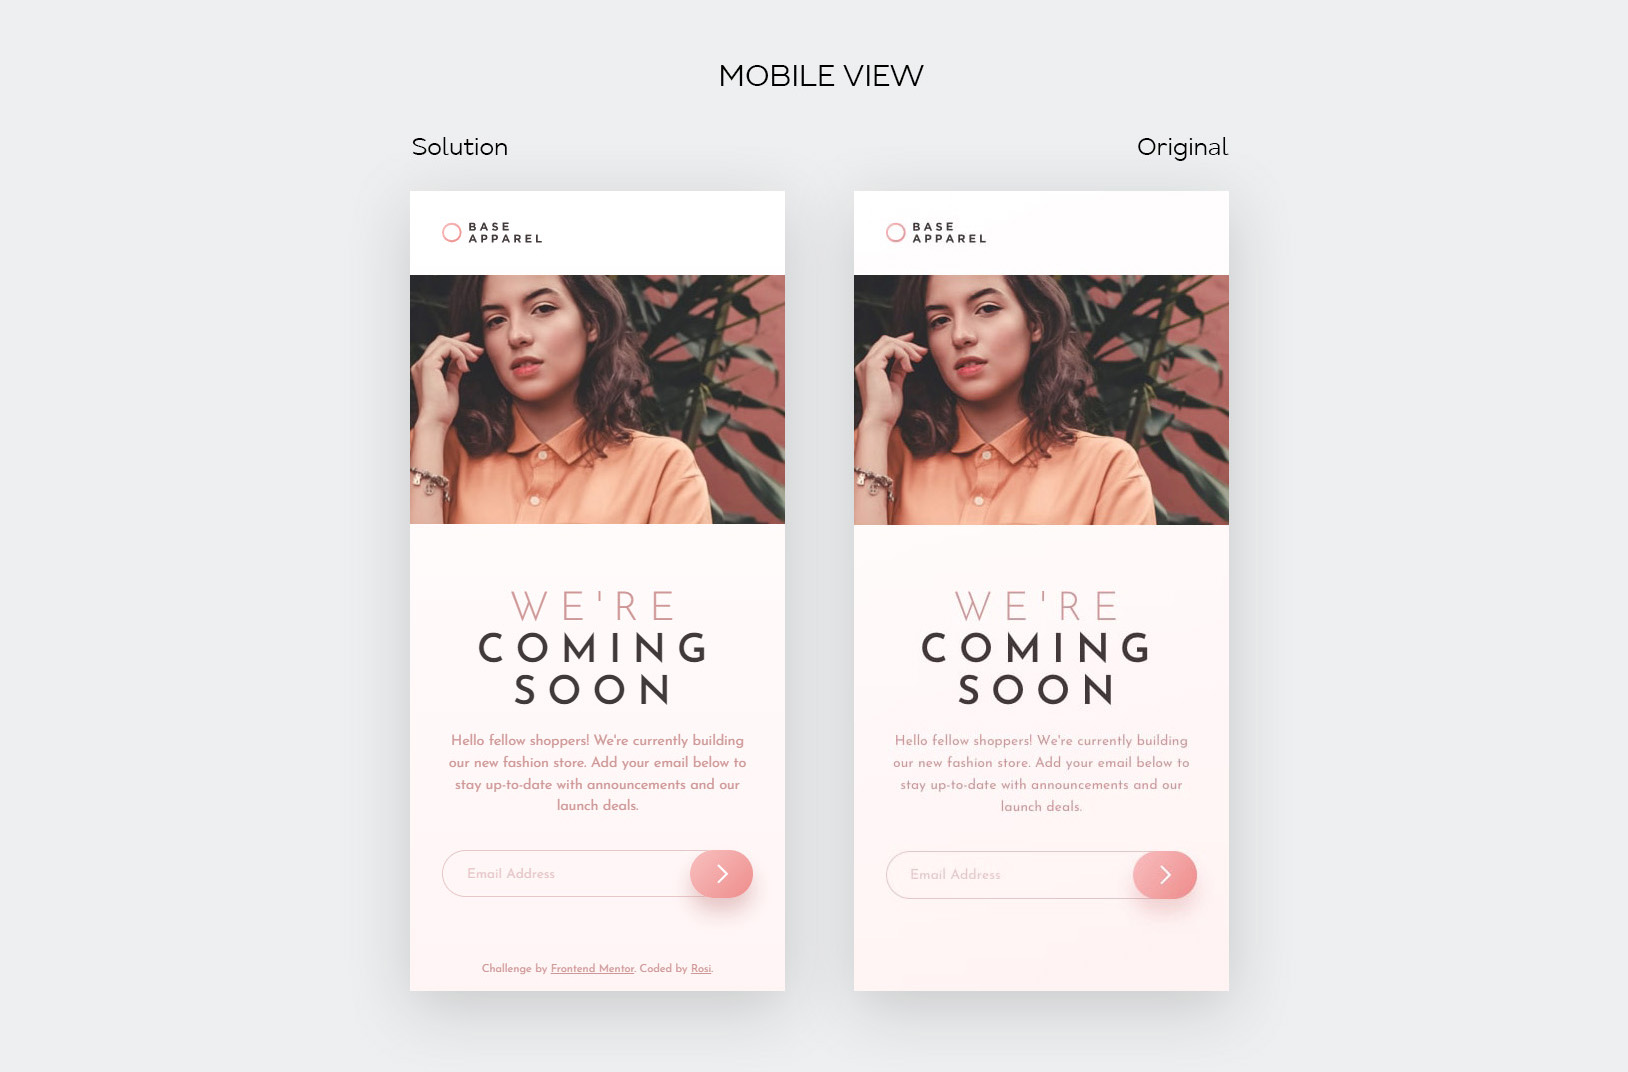 MOBILE VIEW
Solution
Original
BASE
APPAREL
WE'RE
COMING
SOON
Hello fellow shoppers! We're currently building
our new fashion store. Add your email below to
stay up-to-date with announcements and our
launch deals.
Email Address
Challenge by Frontend Mentor. Coded by Rosi.
BASE
APPAREL
WE'RE
COMING
SOON
Hello fellow shoppers! We're currently building
our new fashion store. Add your email below to
stay up-to-date with announcements and our
launch deals.
Email Address